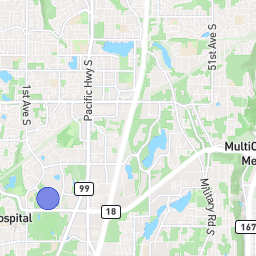 1st Ave S
Pacific Hwy S
51st Ave S
MultiC
Me
Military Rd S
99
18
ospital
167